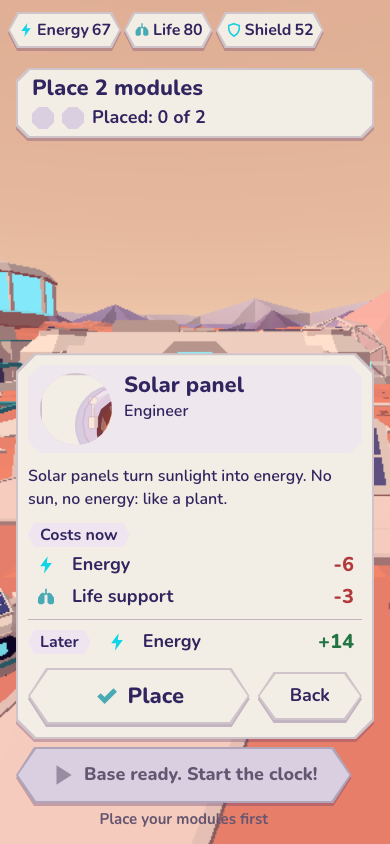 Energy 67 Life 80 Shield 52
Place 2 modules
Placed: 0 of 2
Solar panel
Engineer
Solar panels turn sunlight into energy. No
sun, no energy: like a plant.
Costs now
Energy -6
Life support -3
Later Energy +14
Place Back
Base ready. Start the clock!
Place your modules first